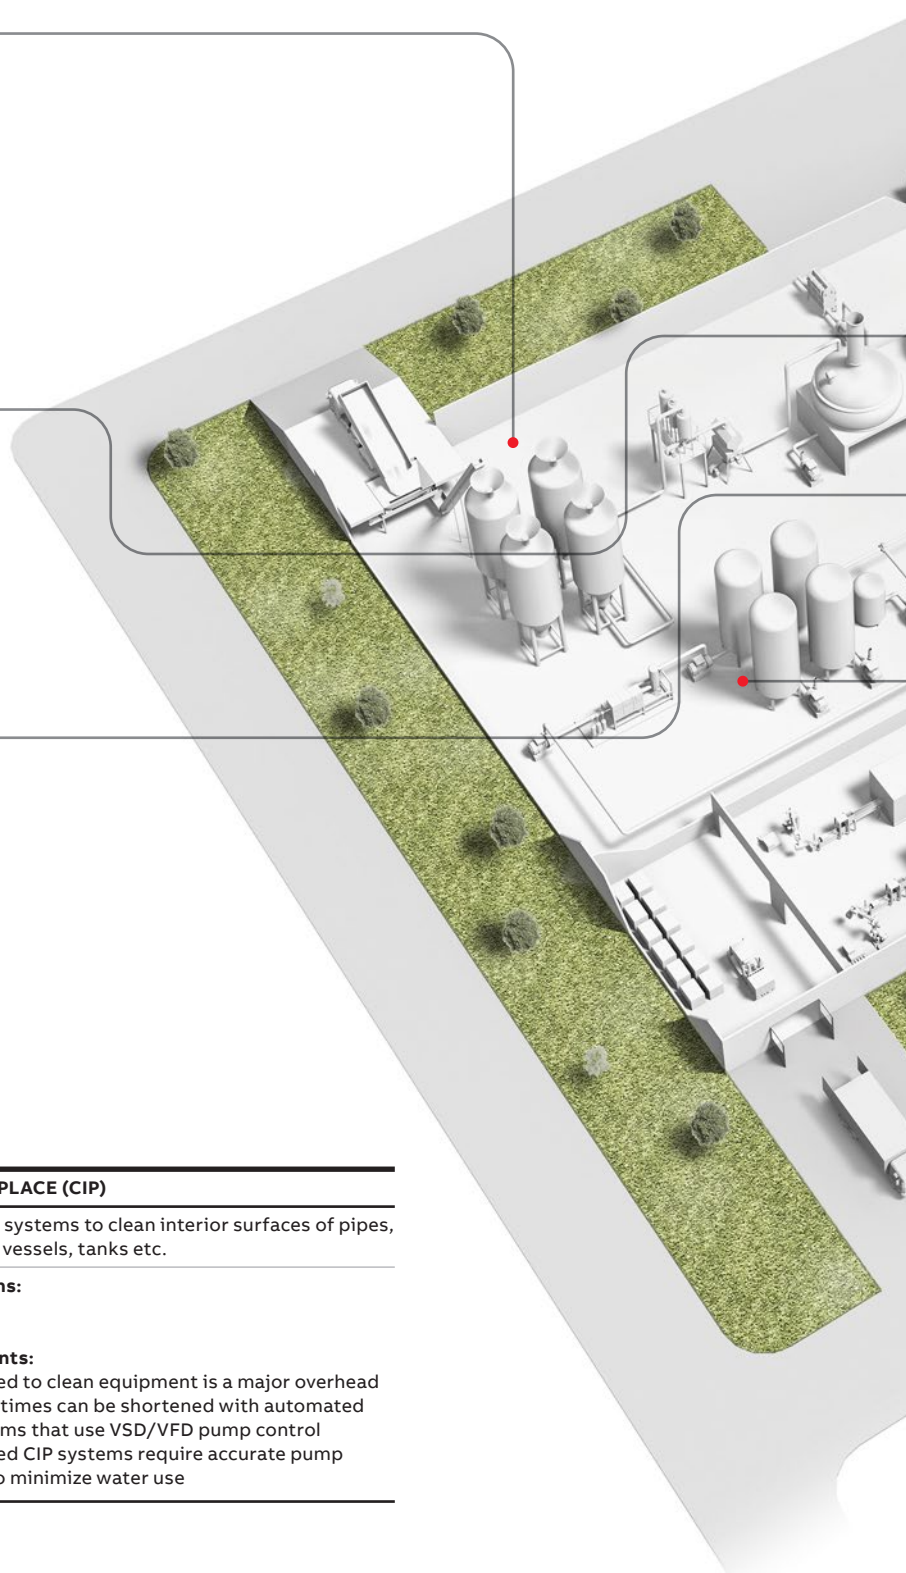 PLACE (CIP)
systems to clean interior surfaces of pipes,
vessels, tanks etc.
ns:
nts:
ed to clean equipment is a major overhead
times can be shortened with automated
ms that use VSD/VFD pump control
ed CIP systems require accurate pump
o minimize water use